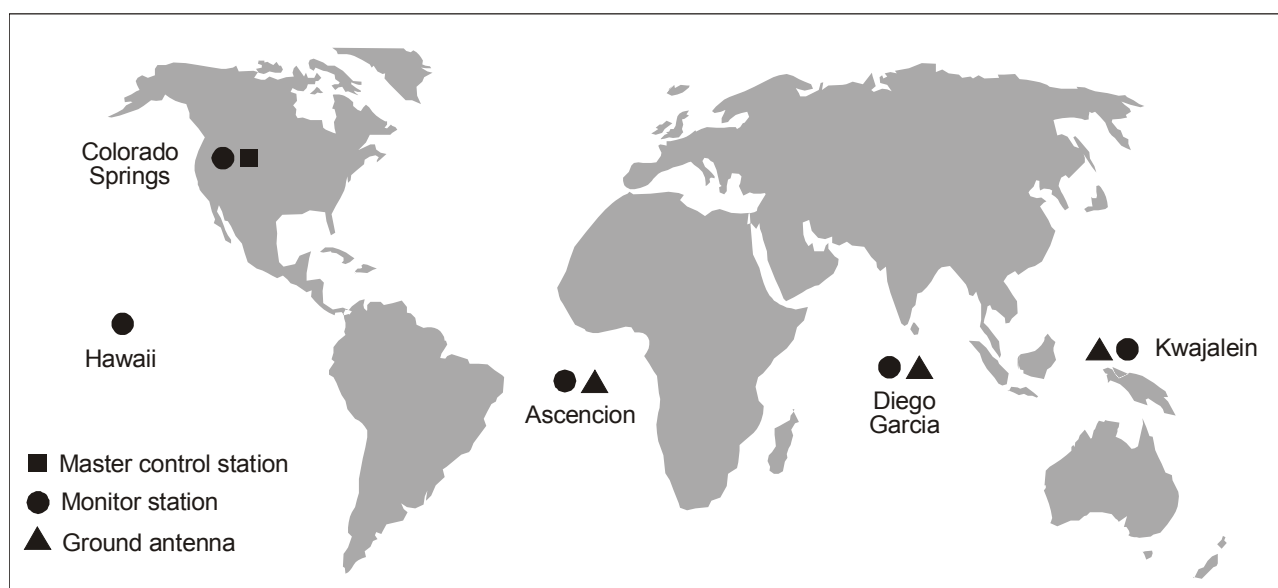 Colorado
Springs
Hawaii
Ascencion
Diego
Garcia
Kwajalein
Master control station
Monitor station
Ground antenna